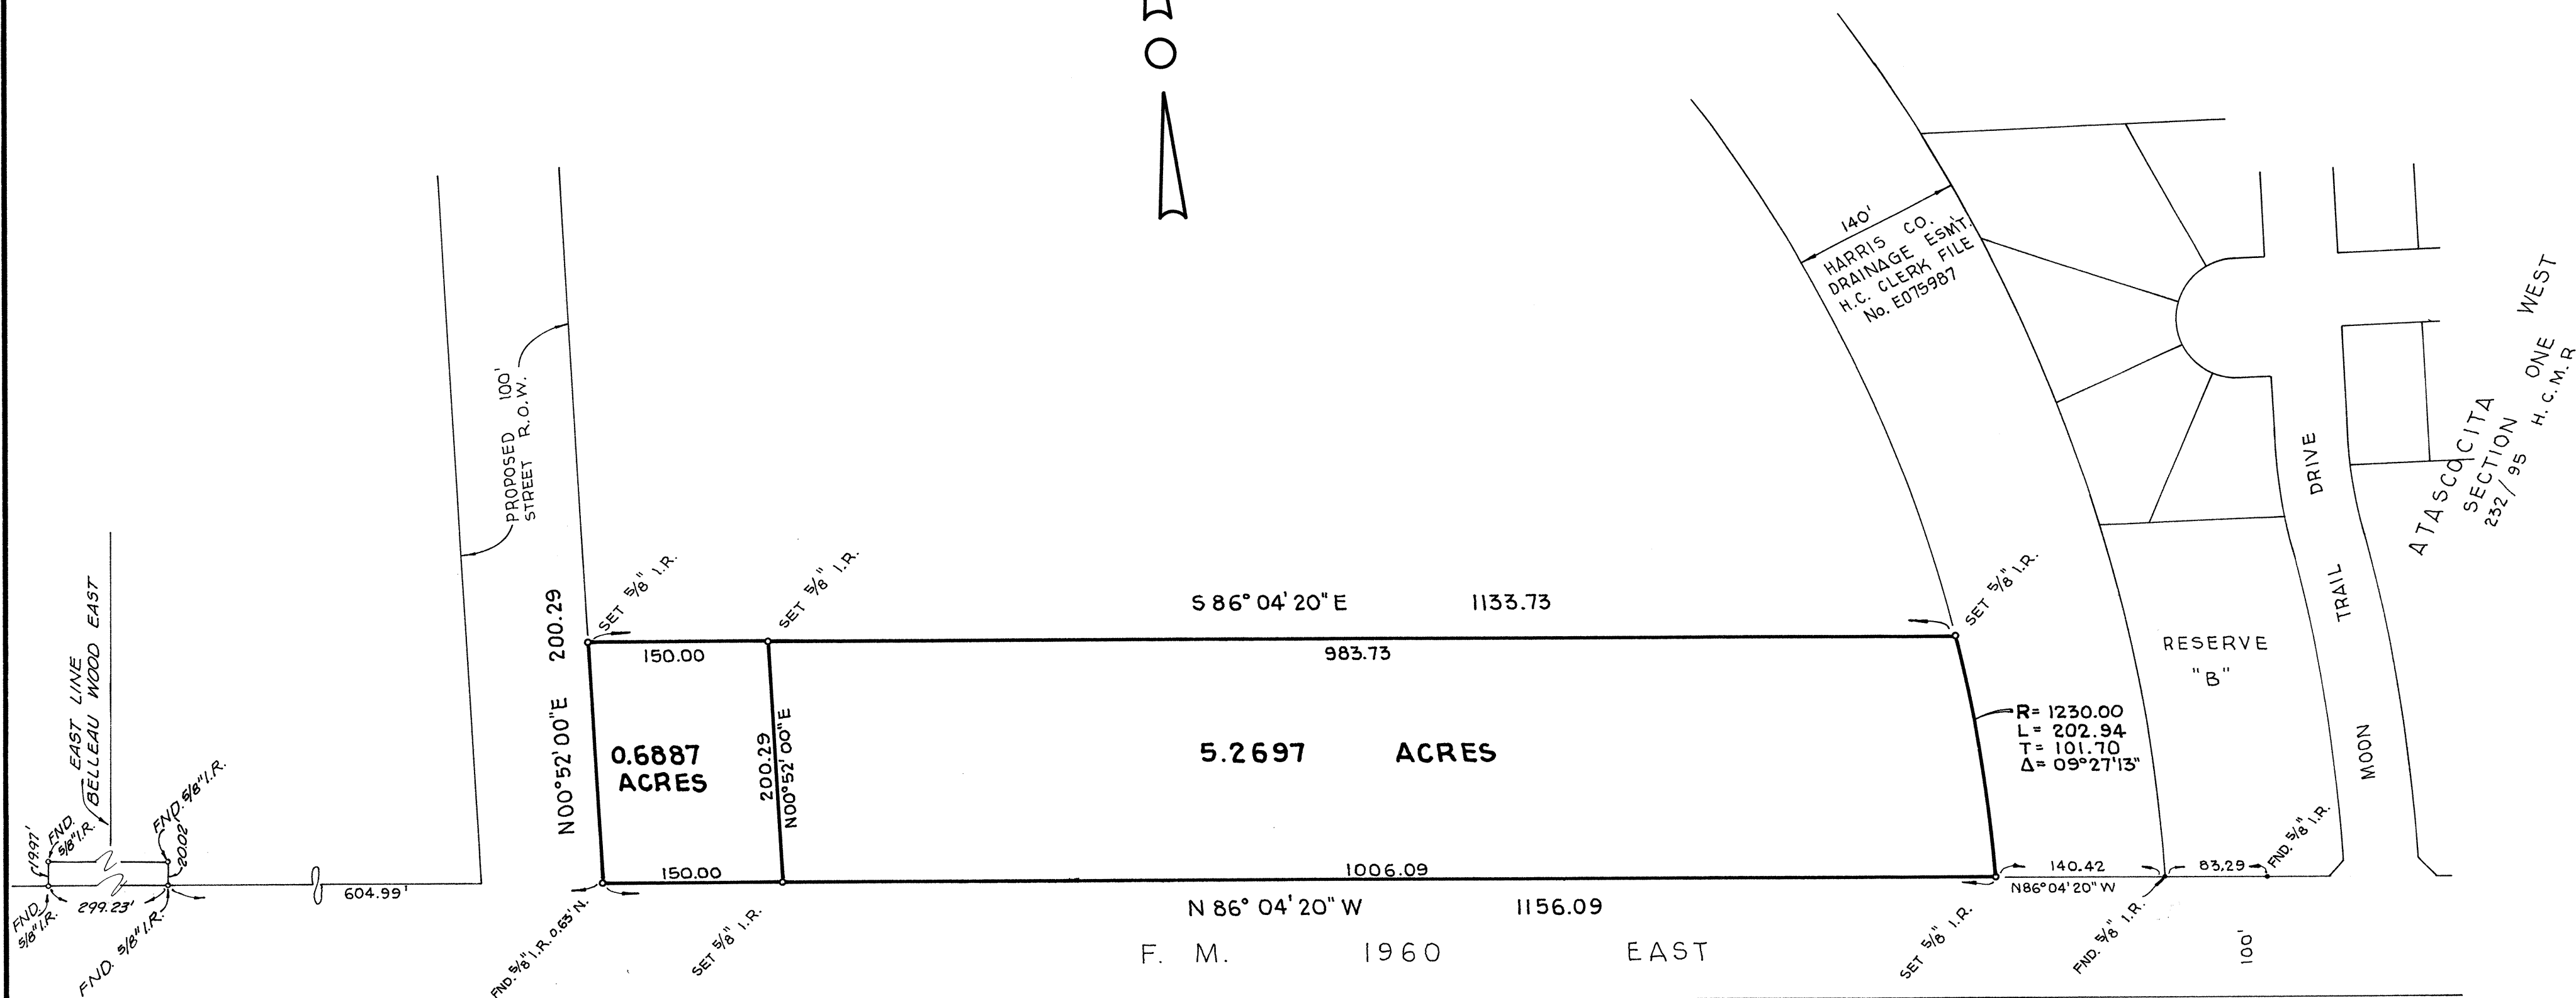 140'
HARRIS CO.
DRAINAGE ESM'T.
H.C. CLERK FILE
No. E075987
ATASCOCITA
SECTION ONE WEST
232/95 H.C.M.R
PROPOSED 100'
STREET R.O.W.
MOON TRAIL DRIVE
EAST LINE
BELLEAU WOOD EAST
N00°52'00"E 200.29
SET 5/8" I.R.
SET 5/8" I.R.
S 86° 04' 20" E 1133.73
SET 5/8" I.R.
150.00
983.73
RESERVE
"B"
0.6887
ACRES
200.29
N00°52'00"E
5.2697 ACRES
R= 1230.00
L= 202.94
T= 101.70
Δ= 09°27'13"
19.97'
FND.
5/8" I.R.
FND. 5/8" I.R.
20.02'
299.23'
604.99'
FND.
5/8" I.R.
FND. 5/8" I.R.
150.00
1006.09
140.42
83.29
FND. 5/8" I.R.
N86°04'20" W
FND. 5/8" I.R. 0.63' N.
SET 5/8" I.R.
N 86° 04' 20" W 1156.09
SET 5/8" I.R.
FND. 5/8" I.R.
F. M. 1960 EAST
100'